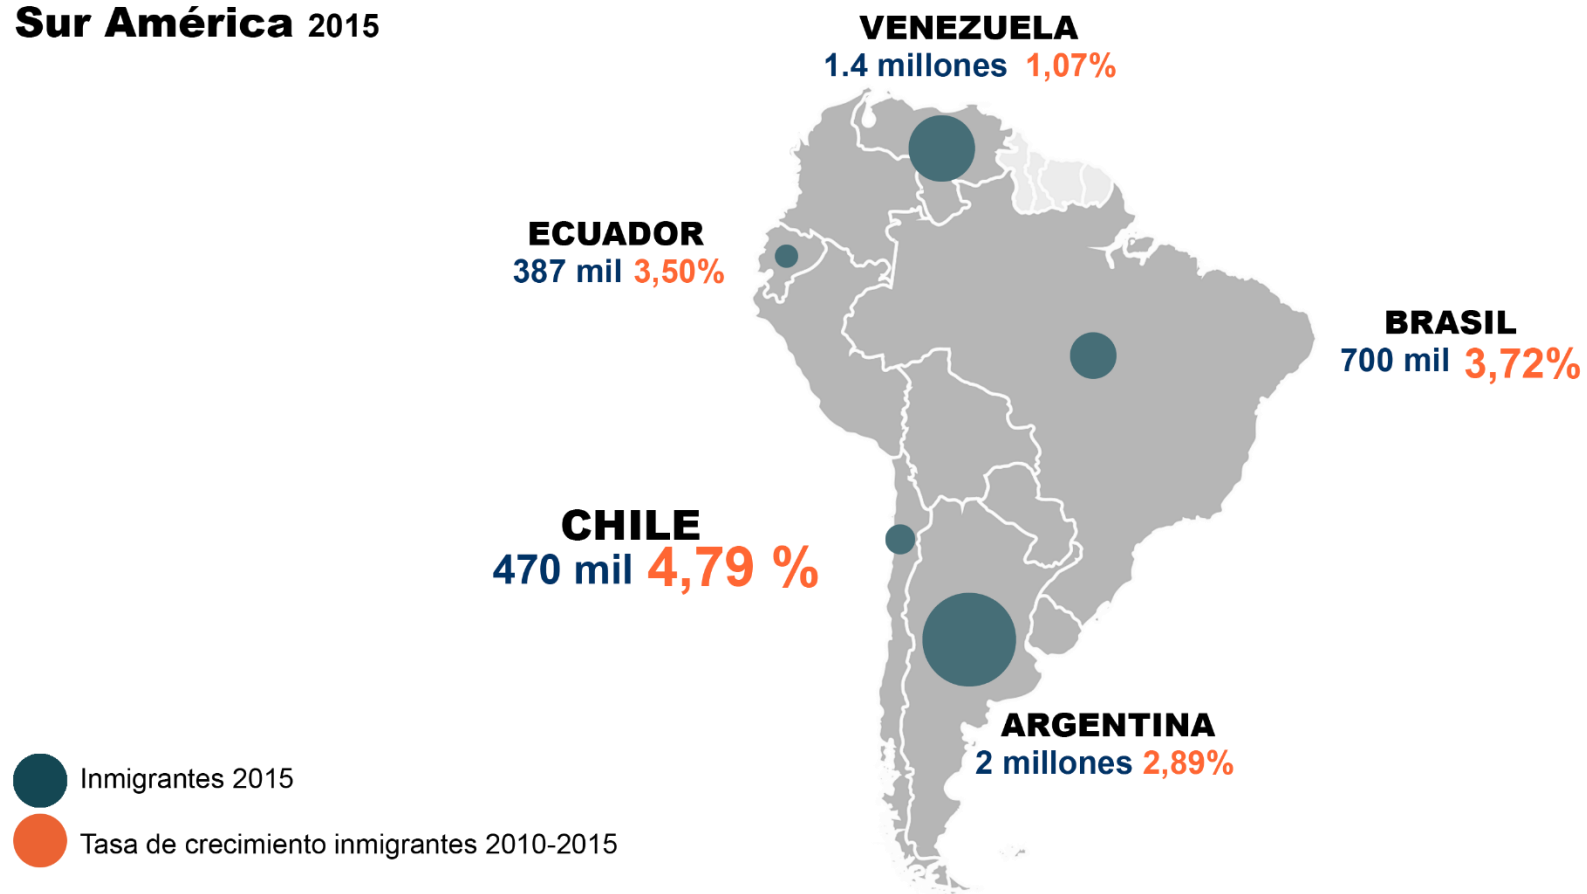 Sur América 2015
VENEZUELA
1.4 millones 1,07%
ECUADOR
387 mil 3,50%
BRASIL
700 mil 3,72%
CHILE
470 mil 4,79 %
ARGENTINA
2 millones 2,89%
Inmigrantes 2015
Tasa de crecimiento inmigrantes 2010-2015